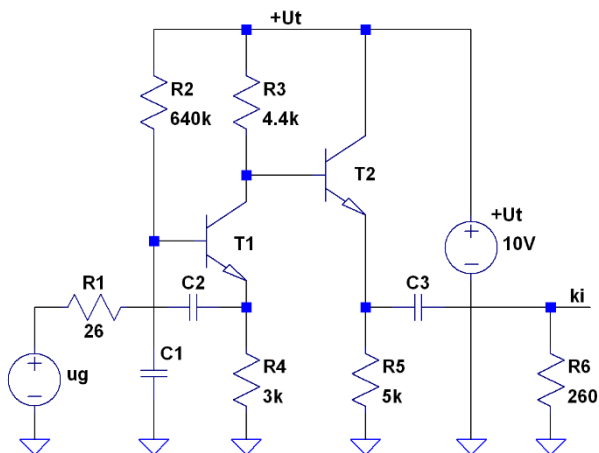 +Ut
R2
640k
R3
4.4k
T2
+Ut
10V
T1
R1
26
C2
C3
ki
C1
ug
R4
3k
R5
5k
R6
260